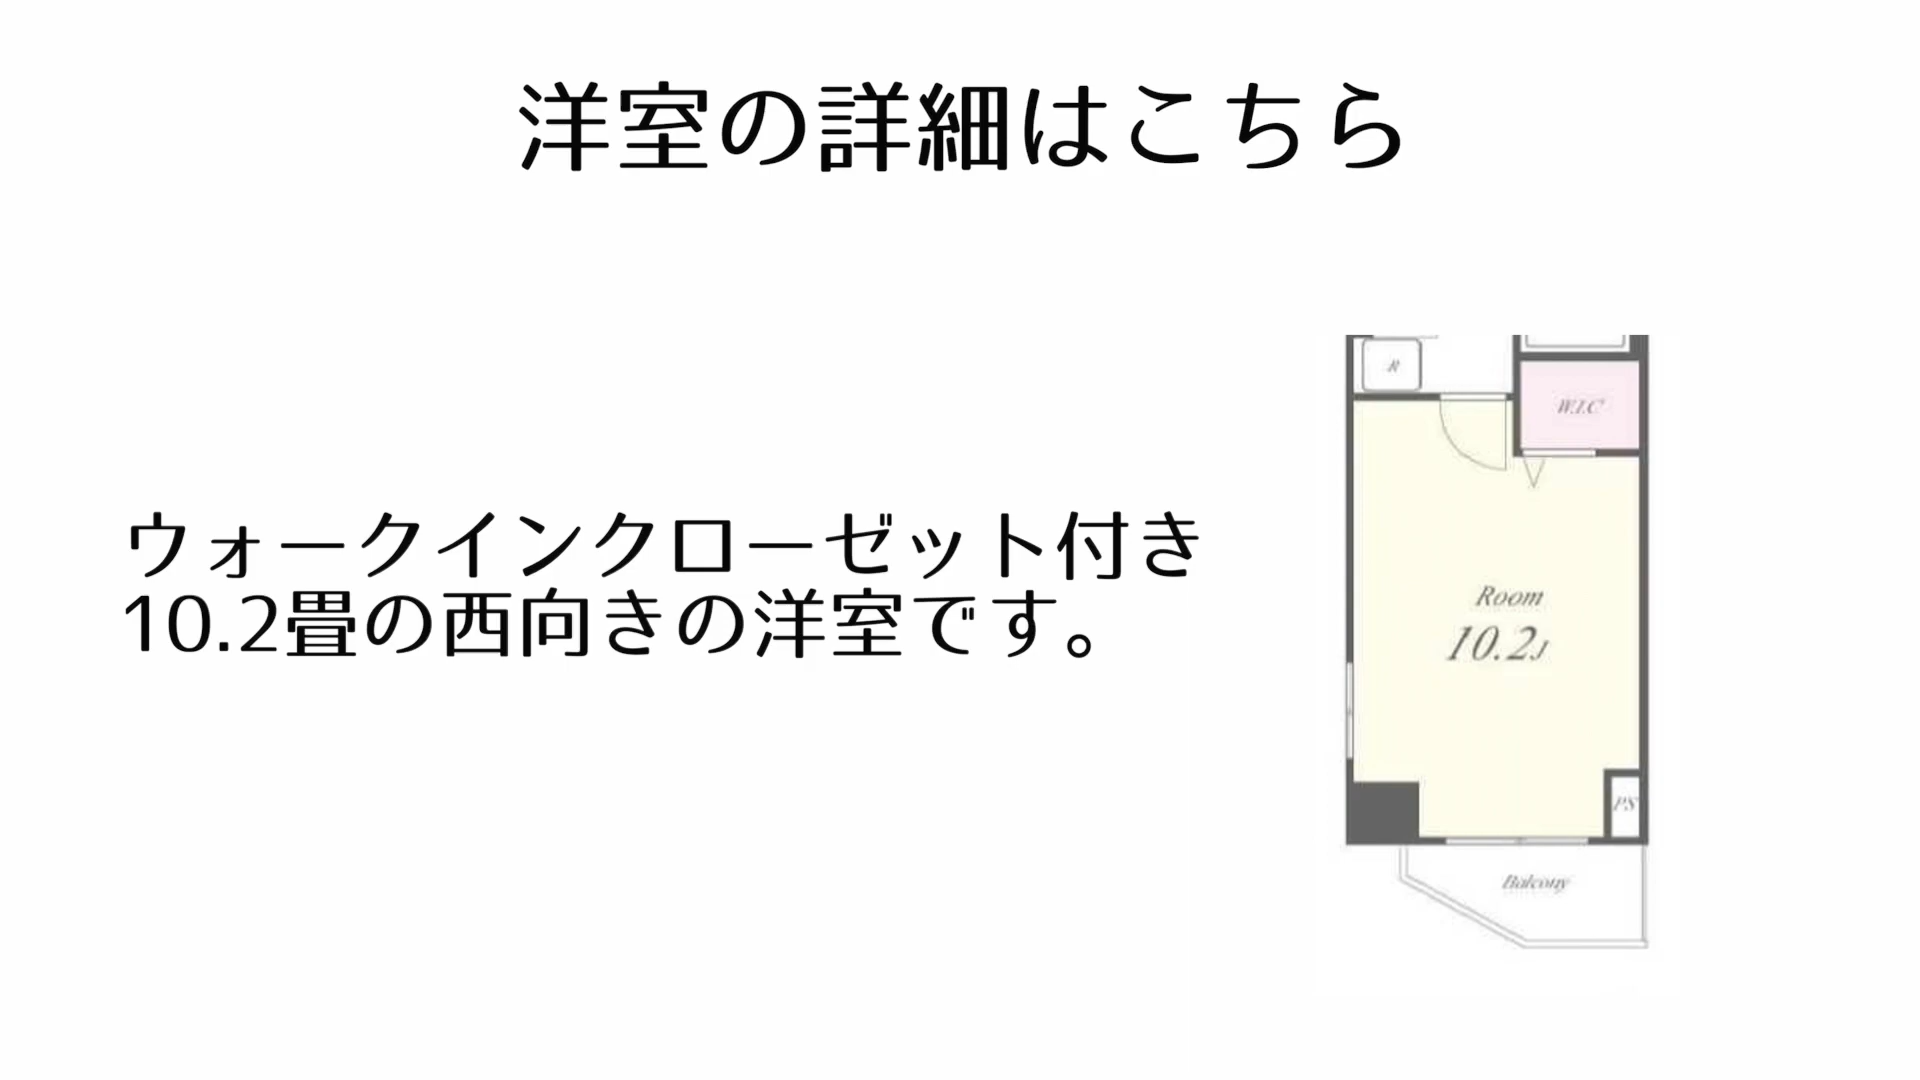 洋室の詳細はこちら
ウォークインクローゼット付き
10.2畳の西向きの洋室です。
R
W.I.C
Room
10.2J
PS
Balcony